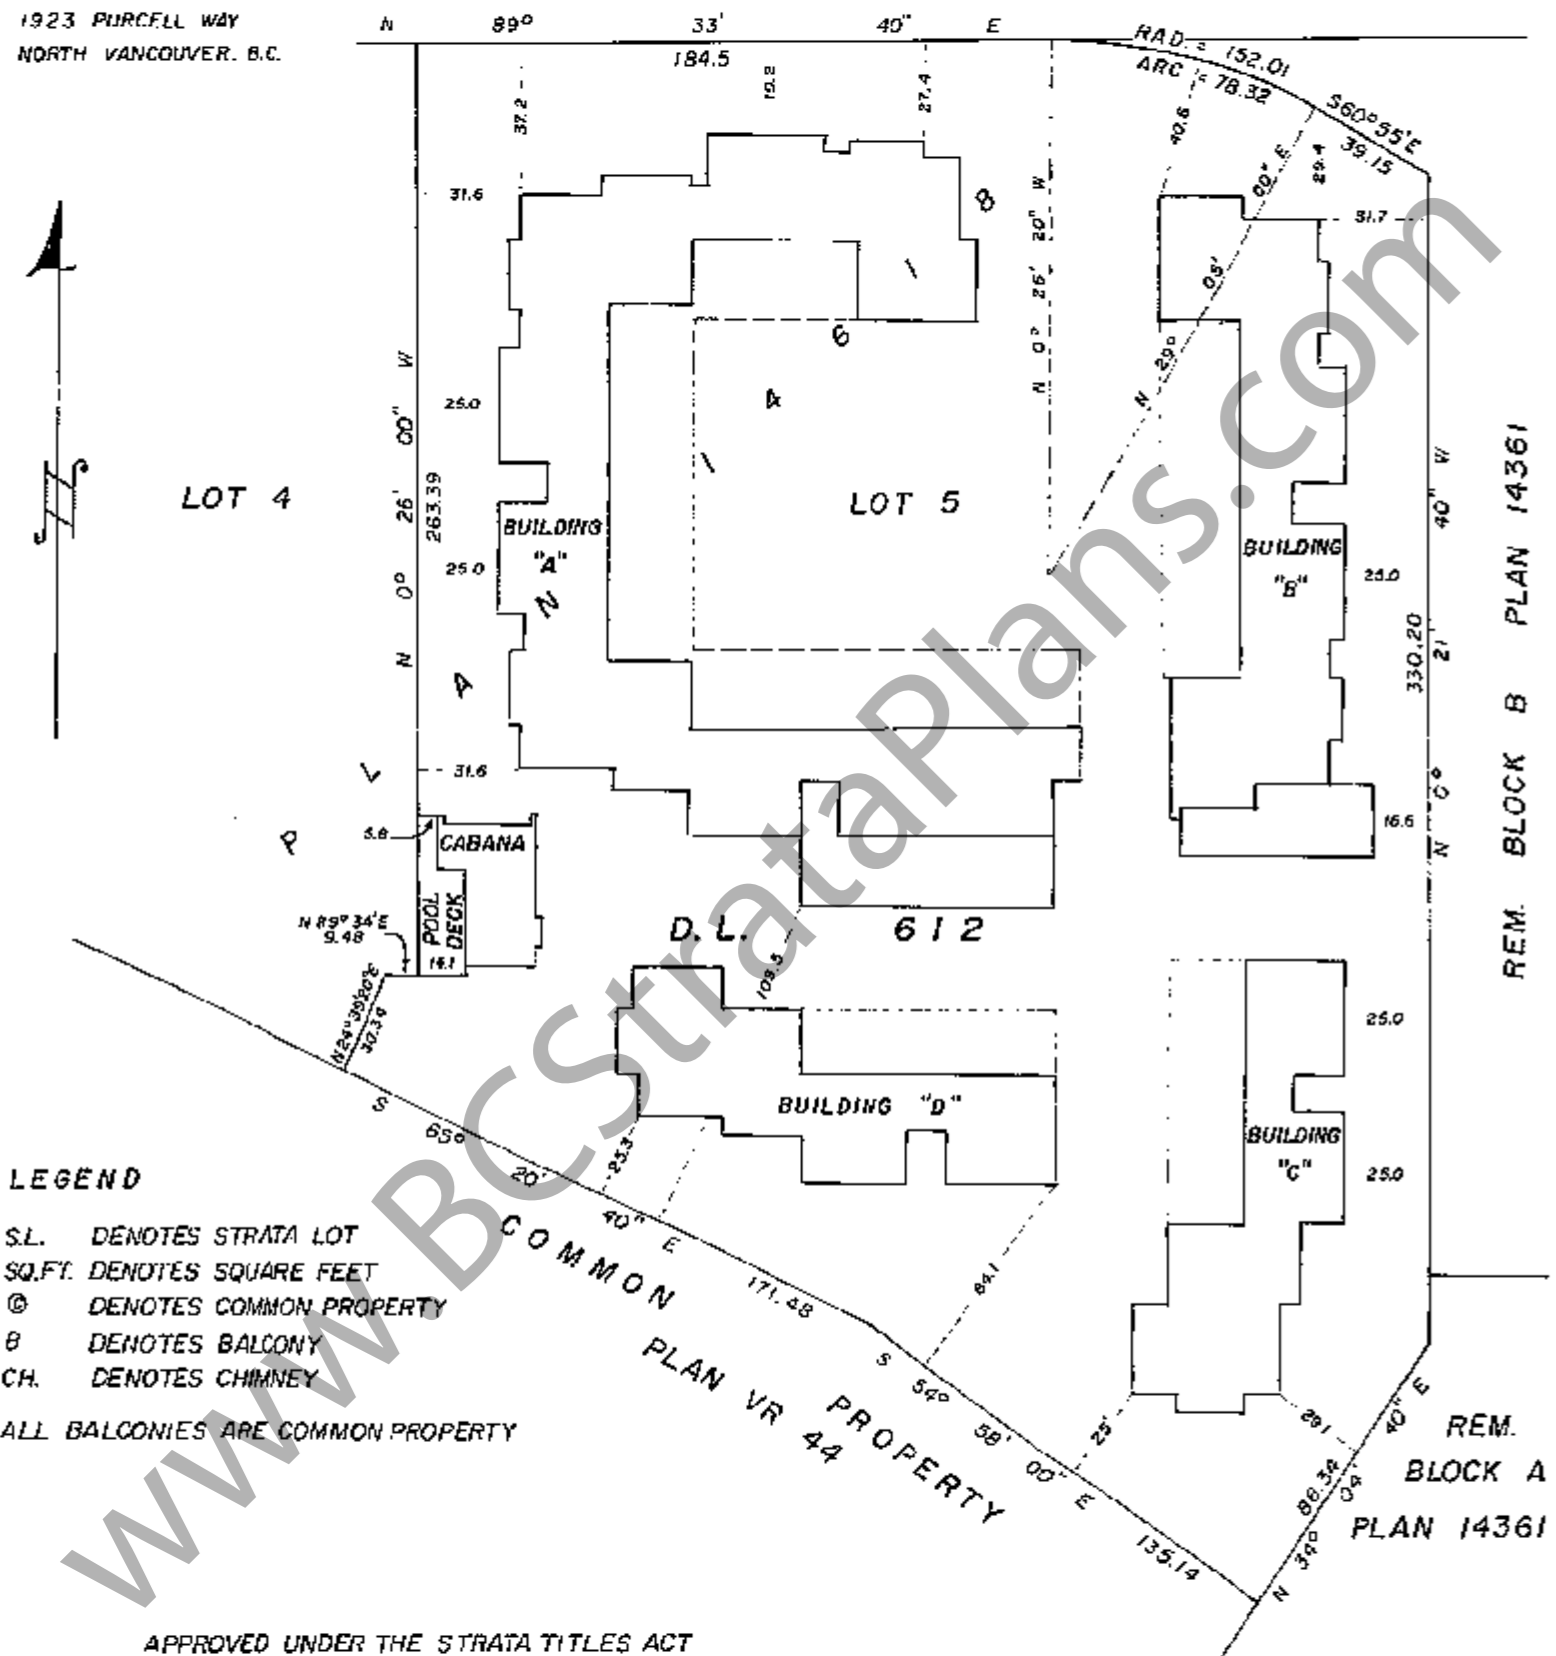 1923 PURCELL WAY
NORTH VANCOUVER. B.C.
N 89° 33' 40" E
184.5
RAD. = 152.01
ARC = 78.32
S60°55'E
39.15
37.2
19.2
27.4
40.6
29.4
31.6
31.7
N 0° 26' 20" W
N 29° 05' 00" E
N 0° 26' 00" W
263.39
25.0
25.0
LOT 4
LOT 5
BUILDING
"A"
BUILDING
"B"
25.0
N 0° 21' 40" W
330.20
REM. BLOCK B PLAN 14361
PLAN 14618
31.6
5.8
CABANA
POOL
DECK
14.1
16.6
N 89° 34' E
9.48
N 24° 39' 20" E
30.34
D.L. 612
109.5
BUILDING "D"
25.0
BUILDING
"C"
25.0
S 65° 20' 40" E
171.48
25.3
84.1
S 54° 58' 00" E
135.14
25'
29.1
N 34° 04' 40" E
86.34
COMMON PROPERTY
PLAN VR 44
REM.
BLOCK A
PLAN 14361
LEGEND
S.L. DENOTES STRATA LOT
SQ.FT. DENOTES SQUARE FEET
© DENOTES COMMON PROPERTY
B DENOTES BALCONY
CH. DENOTES CHIMNEY
ALL BALCONIES ARE COMMON PROPERTY
APPROVED UNDER THE STRATA TITLES ACT
www.BCStrataPlans.com